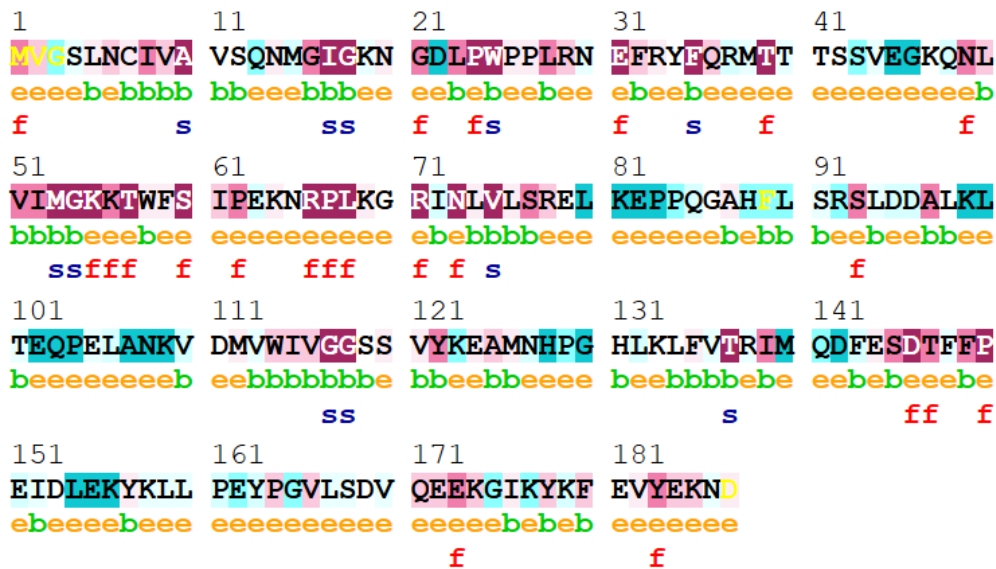 1 11 21 31 41
MVGSLNCIVA VSQNMGIGKN GDLPWPPLRN EFRYFQRMTT TSSVEGKQNL
eeeebebbbb bbeeebbbee eebebeebee ebeebeeeee eeeeeeeeeb
f s ss f fs f s f f
51 61 71 81 91
VIMGKKTWFS IPEKNRPLKG RINLVLSREL KEPPQGAHFL SRSLDDALKL
bbbbeeebee eeeeeeeeee ebebbbbeee eeeeeebebb beebeebbee
ssfff f f fff f f s f
101 111 121 131 141
TEQPELANKV DMVWIVGGSS VYKEAMNHPG HLKLFVTRIM QDFESDTFFP
beeeeeeeeb eebbbbbbbe bbeebbeeee beebbbbebe eebebeeebe
ss s ff f
151 161 171 181
EIDLEKYKLL PEYPGVLSDV QEEKGIKYKF EVYEKND
ebeeeebeee eeeeeeeeee eeeeebebeb eeeeeee
f f